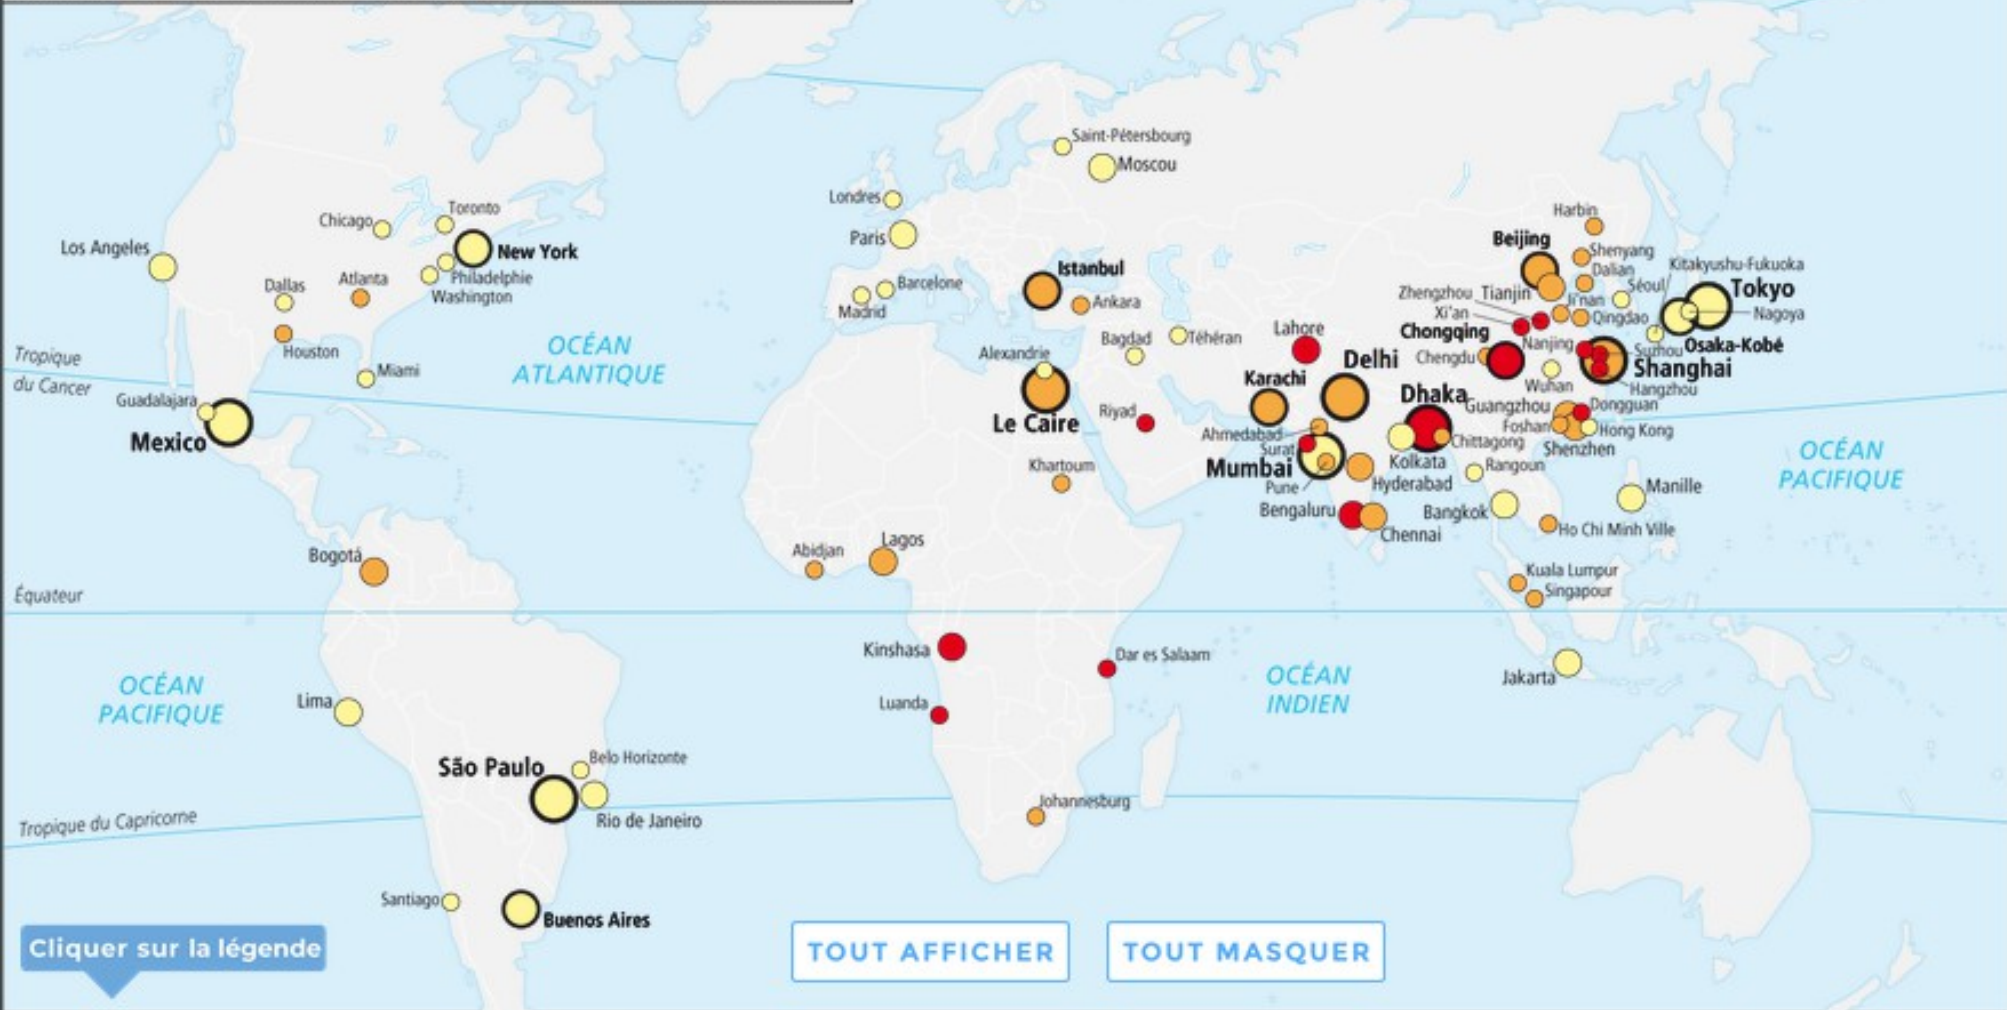 Saint-Pétersbourg
Moscou
Londres
Paris
Barcelone
Madrid
Istanbul
Ankara
Chicago
Toronto
New York
Philadelphie
Washington
Los Angeles
Dallas
Atlanta
Houston
Miami
Tropique
du Cancer
Guadalajara
Mexico
OCÉAN
ATLANTIQUE
Alexandrie
Le Caire
Bagdad
Téhéran
Riyad
Khartoum
Lahore
Karachi
Delhi
Dhaka
Ahmedabad
Surat
Mumbai
Pune
Kolkata
Chittagong
Hyderabad
Bengaluru
Chennai
Harbin
Beijing
Shenyang
Dalian
Kitakyushu-Fukuoka
Séoul
Tokyo
Nagoya
Zhengzhou
Tianjin
Ji'nan
Qingdao
Xi'an
Chongqing
Chengdu
Nanjing
Suzhou
Osaka-Kobé
Shanghai
Wuhan
Hangzhou
Guangzhou
Dongguan
Foshan
Hong Kong
Shenzhen
Rangoun
Bangkok
Manille
Ho Chi Minh Ville
Kuala Lumpur
Singapour
Jakarta
OCÉAN
PACIFIQUE
Bogotá
Abidjan
Lagos
Équateur
Kinshasa
Dar es Salaam
Luanda
OCÉAN
INDIEN
OCÉAN
PACIFIQUE
Lima
São Paulo
Belo Horizonte
Rio de Janeiro
Johannesburg
Tropique du Capricorne
Santiago
Buenos Aires
Cliquer sur la légende
TOUT AFFICHER
TOUT MASQUER